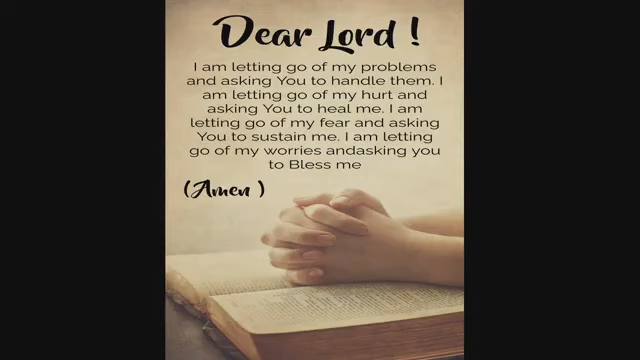 Dear Lord !
I am letting go of my problems
and asking You to handle them. I
am letting go of my hurt and
asking You to heal me. I am
letting go of my fear and asking
You to sustain me. I am letting
go of my worries andasking you
to Bless me
(Amen )